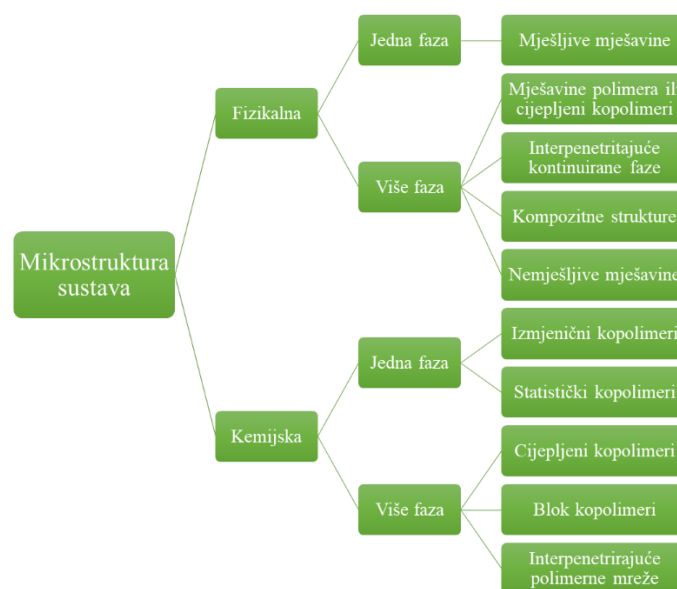 Mikrostruktura
sustava
Fizikalna
Jedna faza
Mješljive mješavine
Više faza
Mješavine polimera ili
cijepljeni kopolimeri
Interpenetritajuće
kontinuirane faze
Kompozitne strukture
Nemješljive mješavine
Kemijska
Jedna faza
Izmjenični kopolimeri
Statistički kopolimeri
Više faza
Cijepljeni kopolimeri
Blok kopolimeri
Interpenetrirajuće
polimerne mreže